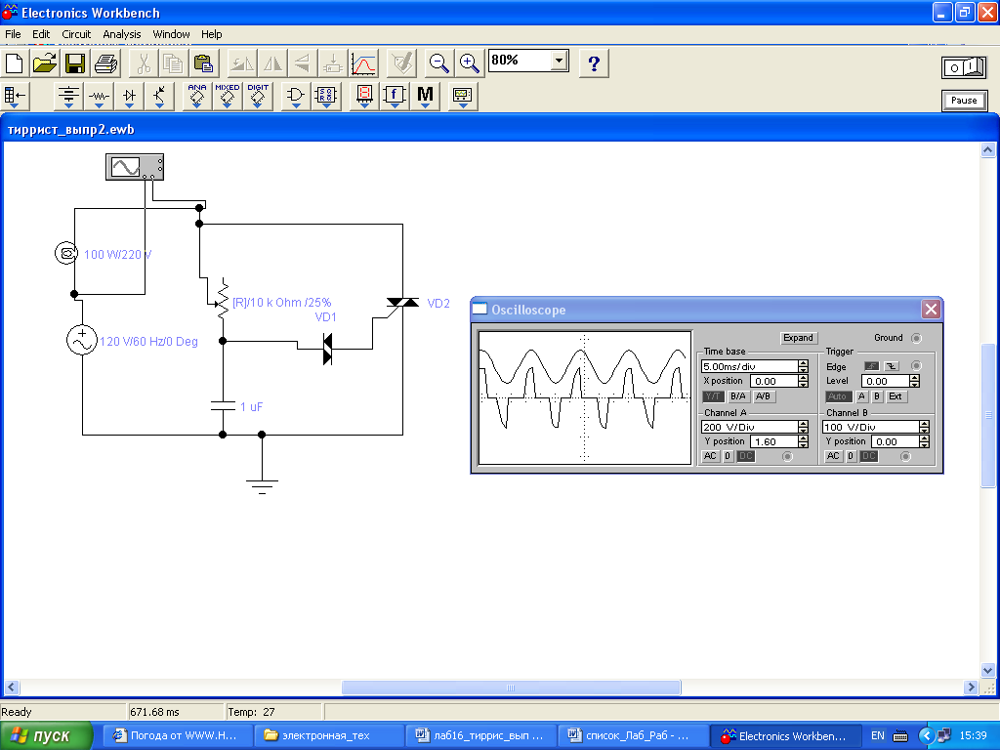 Electronics Workbench
File Edit Circuit Analysis Window Help
80%
?
ANA MIXED DIGIT
f M
Pause
тиррист_выпр2.ewb
100 W/220 V
[R]/10 k Ohm /25%
VD1
VD2
120 V/60 Hz/0 Deg
1 uF
Oscilloscope
Expand Ground
Time base Trigger
5.00ms/div Edge
X position 0.00 Level 0.00
Y/T B/A A/B Auto A B Ext
Channel A Channel B
200 V/Div 100 V/Div
Y position 1.60 Y position 0.00
AC 0 DC AC 0 DC
Ready 671.68 ms Temp: 27
пуск Погода от WWW.H... электронная_тех лаб16_тиррис_вып ... список_Лаб_Раб - ... Electronics Workben... EN 15:39